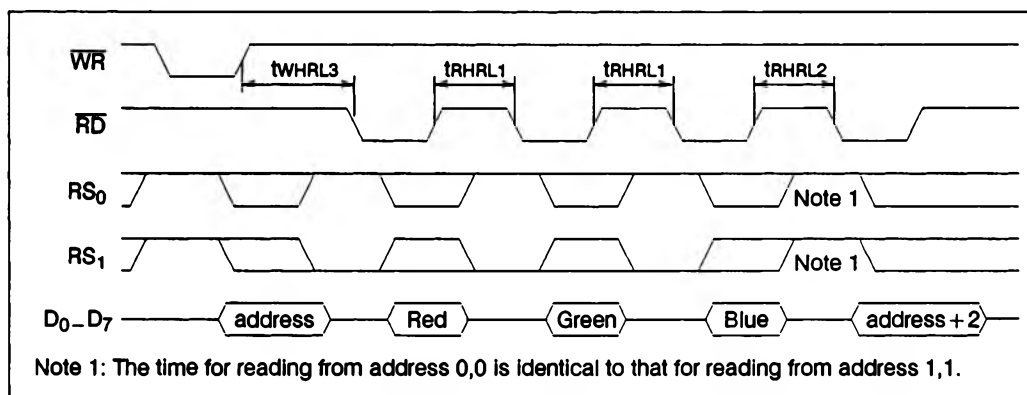 WR
tWHRL3 tRHRL1 tRHRL1 tRHRL2
RD
RS0 Note 1
RS1 Note 1
D0–D7 address Red Green Blue address+2
Note 1: The time for reading from address 0,0 is identical to that for reading from address 1,1.